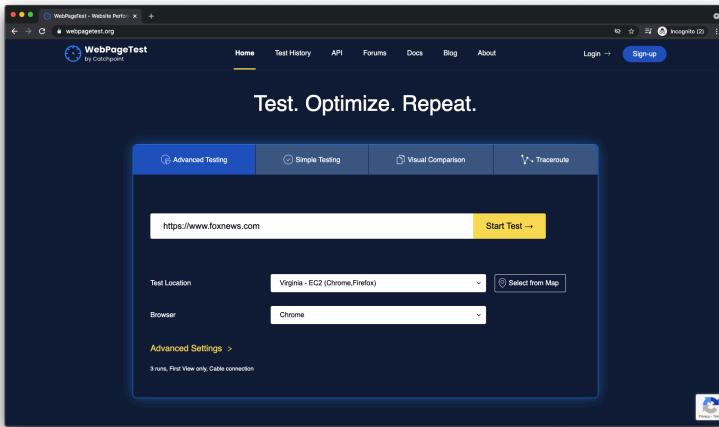 WebPageTest - Website Perfor
webpagetest.org
Incognito (2)
WebPageTest
by Catchpoint
Home Test History API Forums Docs Blog About
Login → Sign-up
Test. Optimize. Repeat.
Advanced Testing Simple Testing Visual Comparison Traceroute
https://www.foxnews.com Start Test →
Test Location Virginia - EC2 (Chrome,Firefox) Select from Map
Browser Chrome
Advanced Settings >
3 runs, First View only, Cable connection